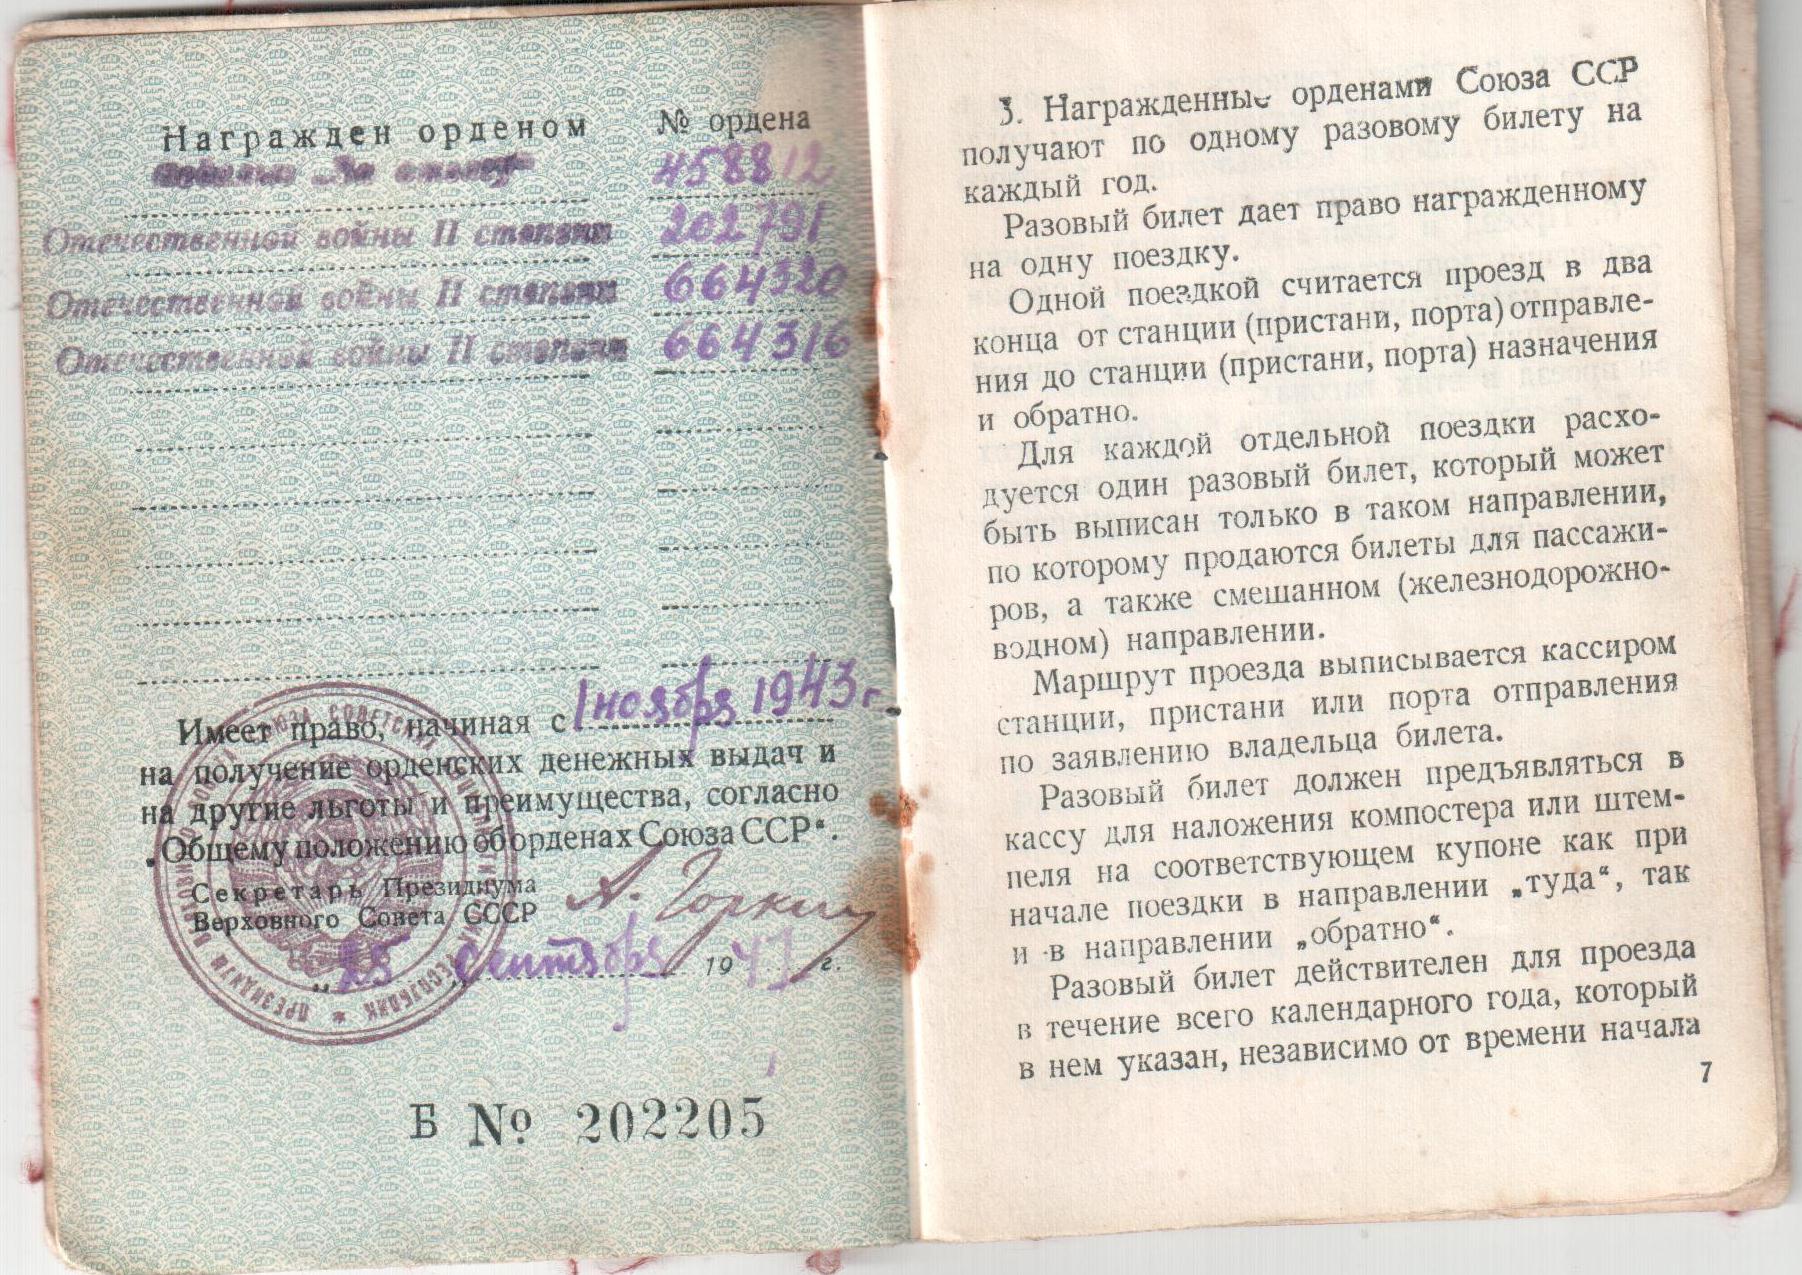 Награжден орденом № ордена
медалью „За отвагу“ 458812
Отечественной войны II степени 202791
Отечественной войны II степени 664320
Отечественной войны II степени 664316
Имеет право, начиная с 1 ноября 1943 г.
на получение орденских денежных выдач и
на другие льготы и преимущества, согласно
„Общему положению об орденах Союза ССР“.
Секретарь Президиума
Верховного Совета СССР А. Горкин
„25 сентября 1947 г.
Б № 202205
3. Награжденные орденами Союза ССР
получают по одному разовому билету на
каждый год.
Разовый билет дает право награжденному
на одну поездку.
Одной поездкой считается проезд в два
конца от станции (пристани, порта) отправле-
ния до станции (пристани, порта) назначения
и обратно.
Для каждой отдельной поездки расхо-
дуется один разовый билет, который может
быть выписан только в таком направлении,
по которому продаются билеты для пассажи-
ров, а также смешанном (железнодорожно-
водном) направлении.
Маршрут проезда выписывается кассиром
станции, пристани или порта отправления
по заявлению владельца билета.
Разовый билет должен предъявляться в
кассу для наложения компостера или штем-
пеля на соответствующем купоне как при
начале поездки в направлении „туда“, так
и в направлении „обратно“.
Разовый билет действителен для проезда
в течение всего календарного года, который
в нем указан, независимо от времени начала
7